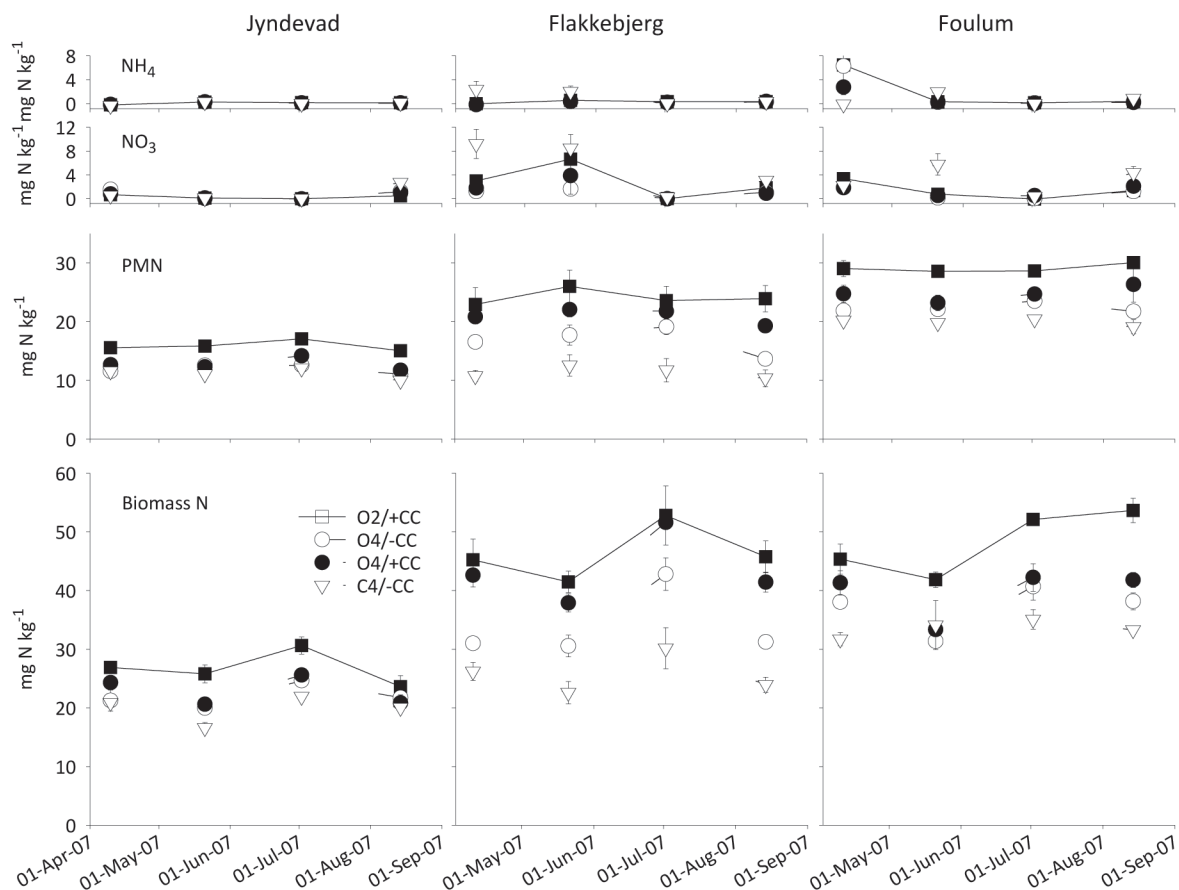 Jyndevad Flakkebjerg Foulum
mg N kg-1 mg N kg-1
8
4
0
NH4
12
8
4
0
NO3
mg N kg-1
30
20
10
0
PMN
mg N kg-1
60
50
40
30
20
10
0
Biomass N
O2/+CC
O4/-CC
O4/+CC
C4/-CC
01-Apr-07 01-May-07 01-Jun-07 01-Jul-07 01-Aug-07 01-Sep-07
01-May-07 01-Jun-07 01-Jul-07 01-Aug-07 01-Sep-07
01-May-07 01-Jun-07 01-Jul-07 01-Aug-07 01-Sep-07